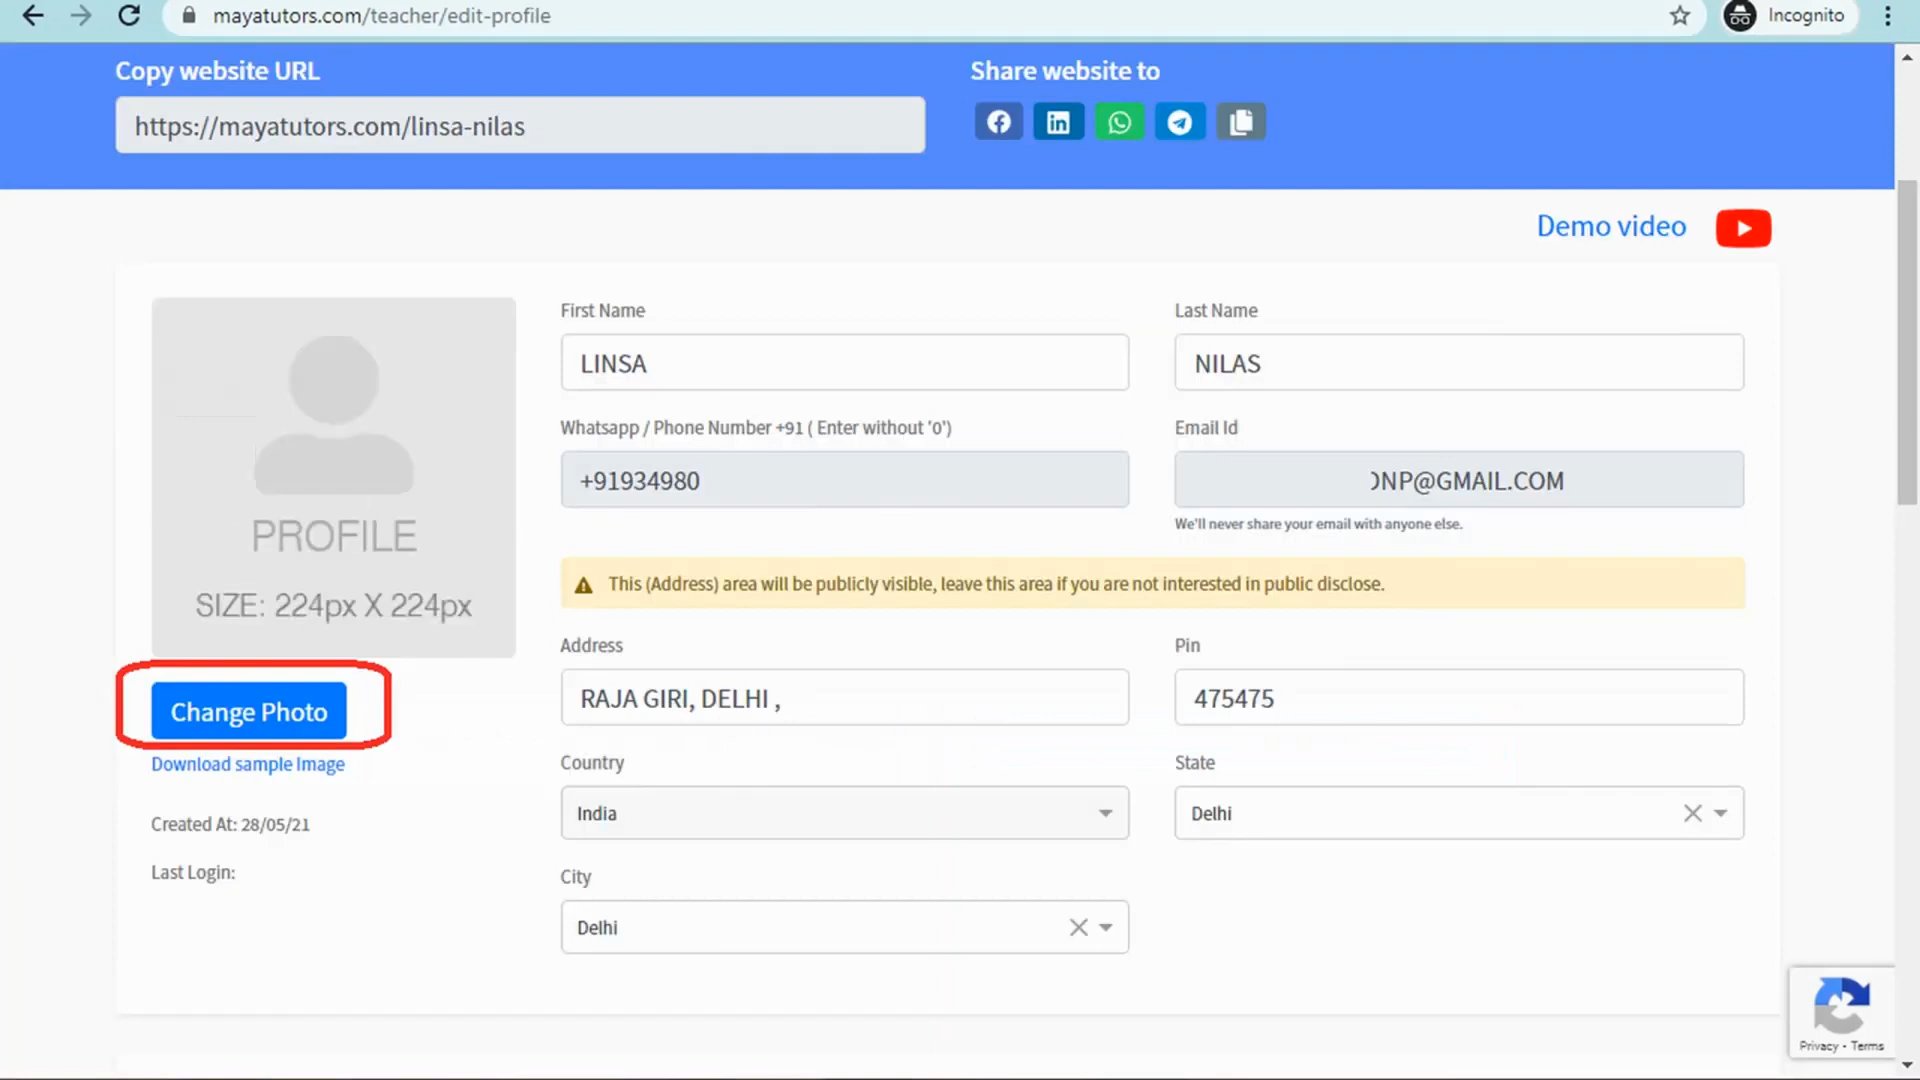 mayatutors.com/teacher/edit-profile
Incognito
Copy website URL
Share website to
https://mayatutors.com/linsa-nilas
Demo video
PROFILE
SIZE: 224px X 224px
Change Photo
Download sample Image
Created At: 28/05/21
Last Login:
First Name
Last Name
LINSA
NILAS
Whatsapp / Phone Number +91 ( Enter without '0')
Email Id
+91934980
NP@GMAIL.COM
We'll never share your email with anyone else.
This (Address) area will be publicly visible, leave this area if you are not interested in public disclose.
Address
Pin
RAJA GIRI, DELHI ,
475475
Country
State
India
Delhi
City
Delhi
Privacy - Terms